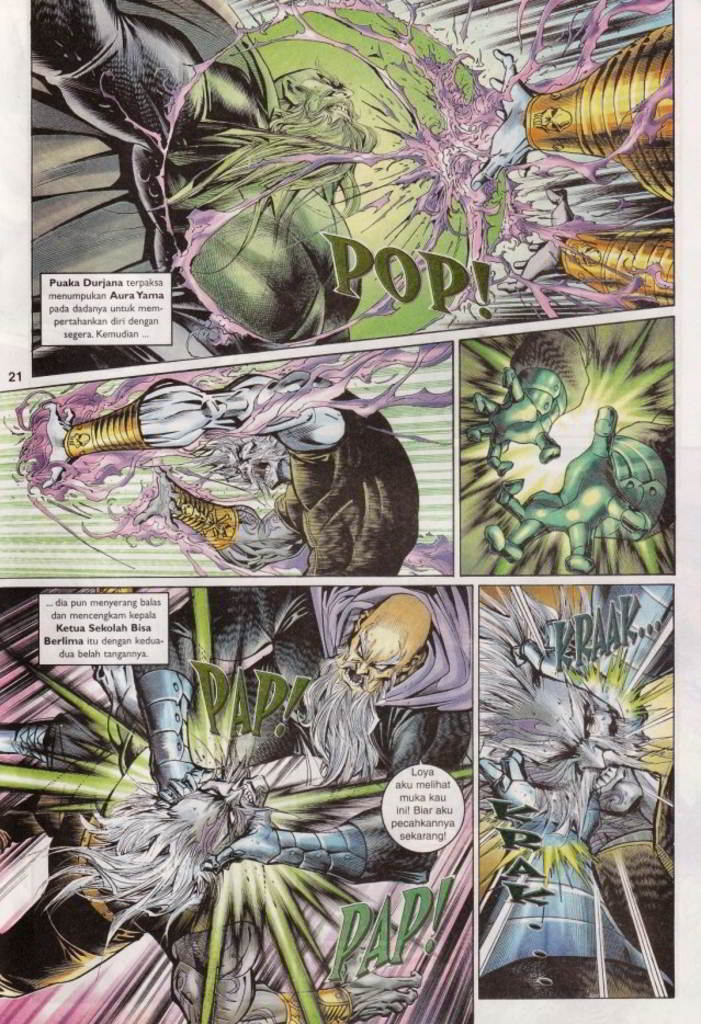 POP!
Puaka Durjana terpaksa
menumpukan Aura Yama
pada dadanya untuk mem-
pertahankan diri dengan
segera. Kemudian ...
21
... dia pun menyerang balas
dan mencengkam kepala
Ketua Sekolah Bisa
Berlima itu dengan kedua-
dua belah tangannya.
PAP!
Loya
aku melihat
muka kau
ini! Biar aku
pecahkannya
sekarang!
PAP!
KRAAK...
KRAK...